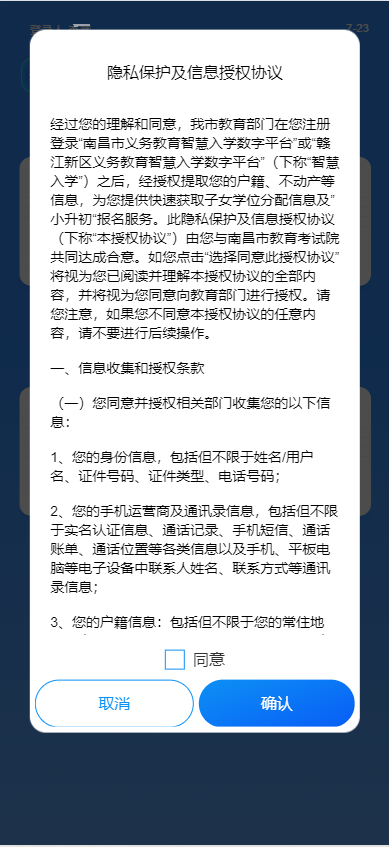 7-23
隐私保护及信息授权协议
经过您的理解和同意，我市教育部门在您注册
登录“南昌市义务教育智慧入学数字平台”或“赣
江新区义务教育智慧入学数字平台”（下称“智慧
入学”）之后，经授权提取您的户籍、不动产等
信息，为您提供快速获取子女学位分配信息及”
小升初“报名服务。此隐私保护及信息授权协议
（下称“本授权协议”）由您与南昌市教育考试院
共同达成合意。如您点击“选择同意此授权协议”
将视为您已阅读并理解本授权协议的全部内
容，并将视为您同意向教育部门进行授权。请
您注意，如果您不同意本授权协议的任意内
容，请不要进行后续操作。
一、信息收集和授权条款
（一）您同意并授权相关部门收集您的以下信
息：
1、您的身份信息，包括但不限于姓名/用户
名、证件号码、证件类型、电话号码；
2、您的手机运营商及通讯录信息，包括但不限
于实名认证信息、通话记录、手机短信、通话
账单、通话位置等各类信息以及手机、平板电
脑等电子设备中联系人姓名、联系方式等通讯
录信息；
3、您的户籍信息：包括但不限于您的常住地
同意
取消
确认